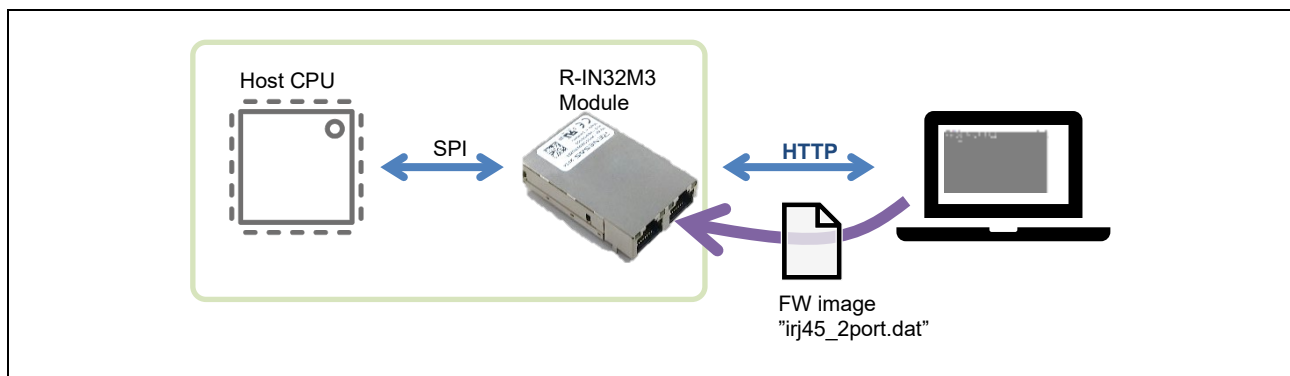 Host CPU
R-IN32M3
Module
SPI
HTTP
FW image
”irj45_2port.dat”